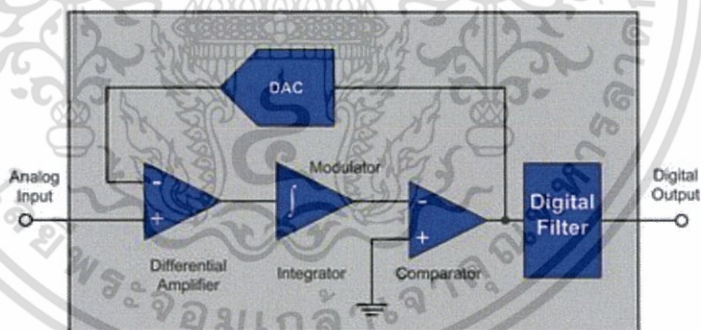 DAC
Modulator
Analog
Input
-
+
∫
-
+
Digital
Filter
Digital
Output
Differential
Amplifier
Integrator
Comparator